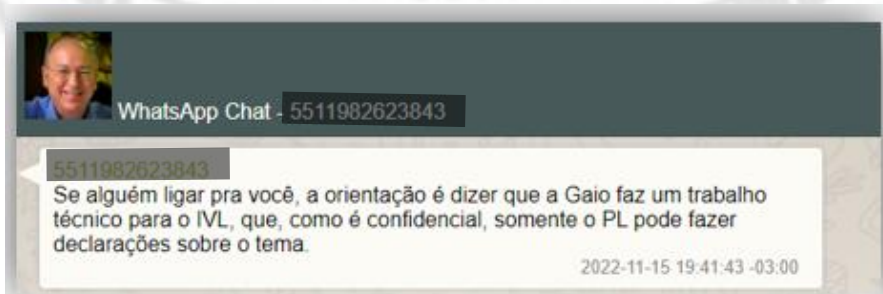 WhatsApp Chat - 5511982623843
5511982623843
Se alguém ligar pra você, a orientação é dizer que a Gaio faz um trabalho
técnico para o IVL, que, como é confidencial, somente o PL pode fazer
declarações sobre o tema.
2022-11-15 19:41:43 -03:00